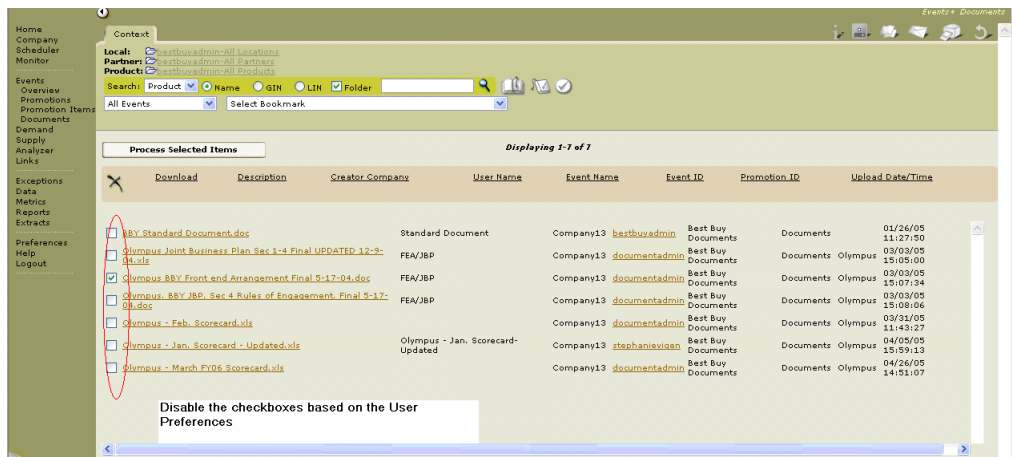 Events+ Documents
Home
Company
Scheduler
Monitor
Events
Overview
Promotions
Promotion Items
Documents
Demand
Supply
Analyzer
Links
Exceptions
Data
Metrics
Reports
Extracts
Preferences
Help
Logout
Context
Local: bestbuyadmin-All Locations
Partner: bestbuyadmin-All Partners
Product: bestbuyadmin-All Products
Search: Product Name GIN LIN Folder
All Events Select Bookmark
Process Selected Items Displaying 1-7 of 7
Download Description Creator Company User Name Event Name Event ID Promotion ID Upload Date/Time
BBY Standard Document.doc Standard Document Company13 bestbuyadmin Best Buy Documents Documents 01/26/05 11:27:50
Olympus Joint Business Plan Sec 1-4 Final UPDATED 12-9-
04.xls FEA/JBP Company13 documentadmin Best Buy Documents Documents Olympus 03/03/05 15:05:00
Olympus BBY Front end Arrangement Final 5-17-04.doc FEA/JBP Company13 documentadmin Best Buy Documents Documents Olympus 03/03/05 15:07:34
Olympus. BBY JBP. Sec 4 Rules of Engagement. Final 5-17-
04.doc FEA/JBP Company13 documentadmin Best Buy Documents Documents Olympus 03/03/05 15:08:06
Olympus - Feb. Scorecard.xls Company13 documentadmin Best Buy Documents Documents Olympus 03/31/05 11:43:27
Olympus - Jan. Scorecard - Updated.xls Olympus - Jan. Scorecard- Updated Company13 stephanievigen Best Buy Documents Documents Olympus 04/05/05 15:59:13
Olympus - March FY06 Scorecard.xls Company13 documentadmin Best Buy Documents Documents Olympus 04/26/05 14:51:07
Disable the checkboxes based on the User
Preferences